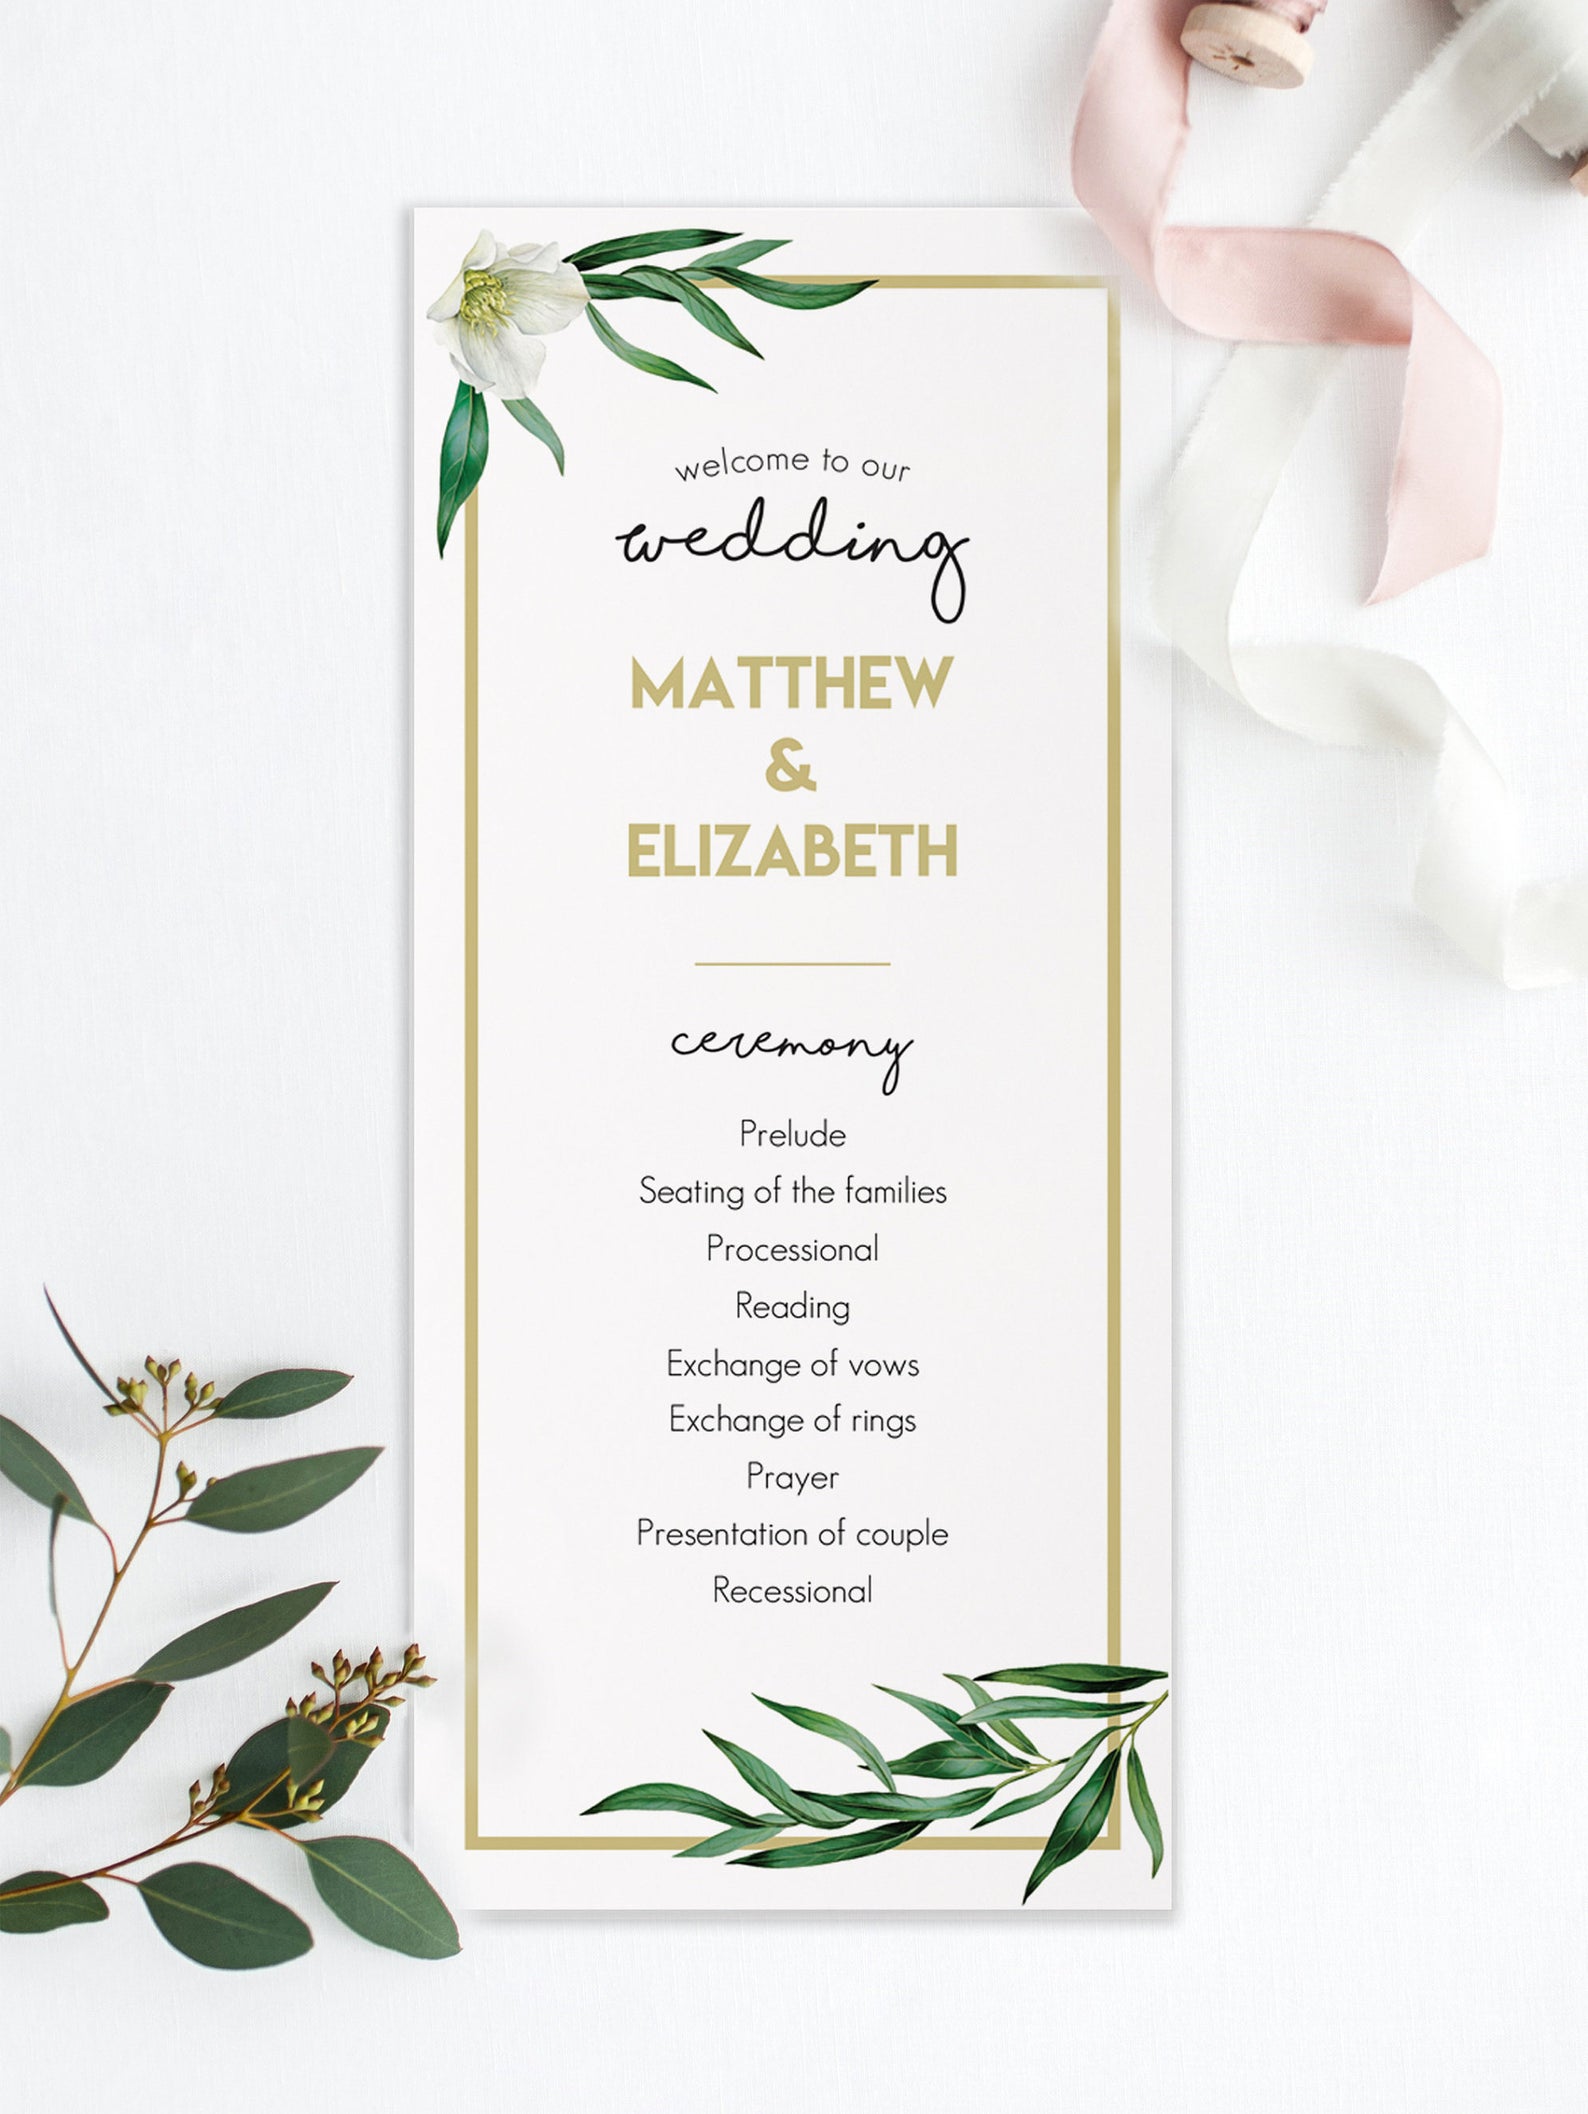 welcome to our
wedding
MATTHEW
&
ELIZABETH
ceremony
Prelude
Seating of the families
Processional
Reading
Exchange of vows
Exchange of rings
Prayer
Presentation of couple
Recessional